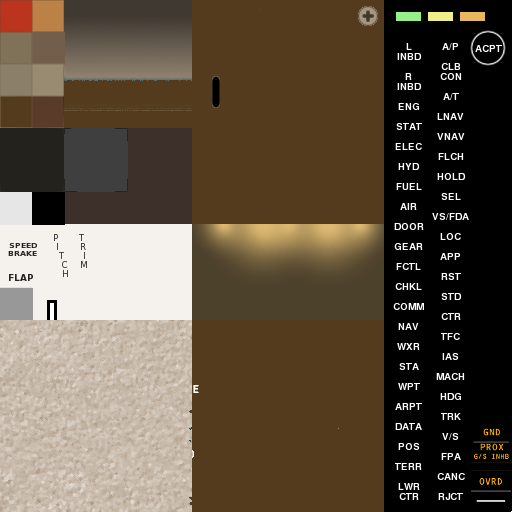 L
INBD
R
INBD
ENG
STAT
ELEC
HYD
FUEL
AIR
DOOR
GEAR
FCTL
CHKL
COMM
NAV
WXR
STA
WPT
ARPT
DATA
POS
TERR
LWR
CTR
A/P
CLB
CON
A/T
LNAV
VNAV
FLCH
HOLD
SEL
VS/FDA
LOC
APP
RST
STD
CTR
TFC
IAS
MACH
HDG
TRK
V/S
FPA
CANC
RJCT
ACPT
GND
PROX
G/S INHB
OVRD
SPEED
BRAKE
FLAP
PITCH
TRIM
E